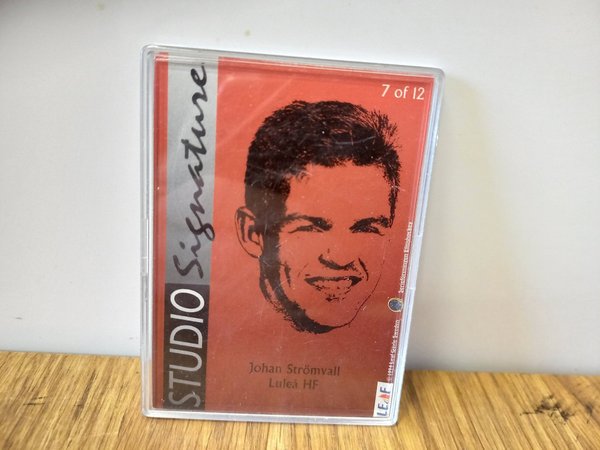 7 of 12
STUDIO Signature
Johan Strömvall
Luleå HF
LEAF